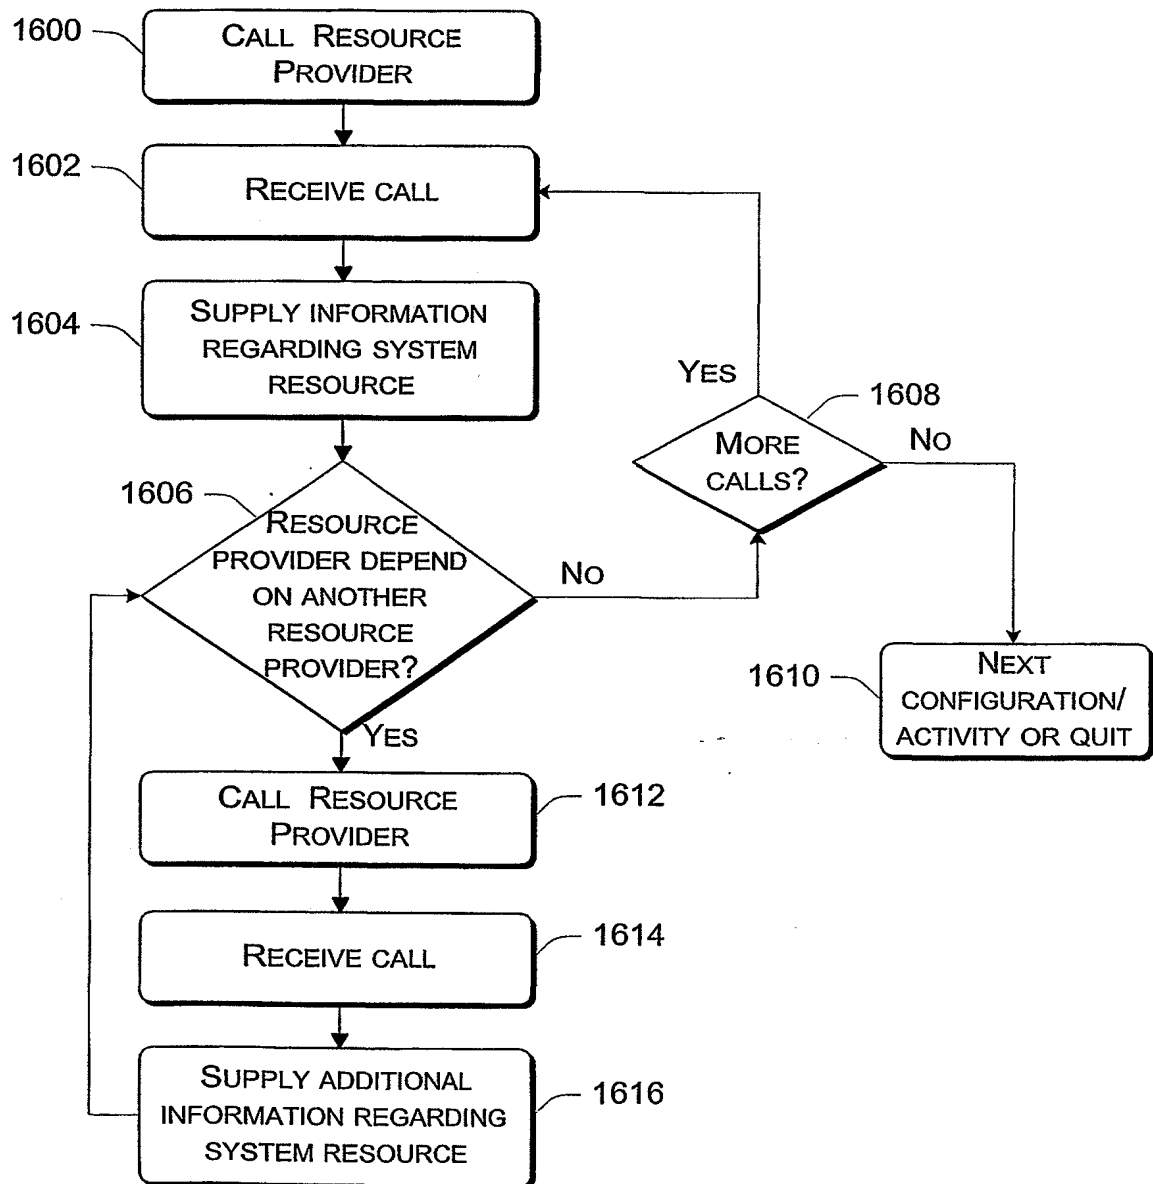 1600
CALL RESOURCE
PROVIDER
1602
RECEIVE CALL
1604
SUPPLY INFORMATION
REGARDING SYSTEM
RESOURCE
YES
1608
MORE
CALLS?
NO
1606
RESOURCE
PROVIDER DEPEND
ON ANOTHER
RESOURCE
PROVIDER?
NO
YES
1610
NEXT
CONFIGURATION/
ACTIVITY OR QUIT
CALL RESOURCE
PROVIDER
1612
RECEIVE CALL
1614
SUPPLY ADDITIONAL
INFORMATION REGARDING
SYSTEM RESOURCE
1616